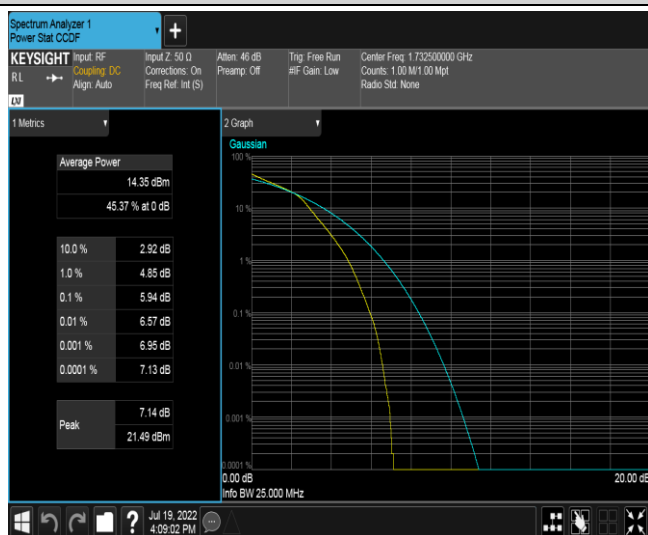 Spectrum Analyzer 1
Power Stat CCDF
+
KEYSIGHT
RL
LXI
Input: RF
Coupling: DC
Align: Auto
Input Z: 50 Ω
Corrections: On
Freq Ref: Int (S)
Atten: 46 dB
Preamp: Off
Trig: Free Run
#IF Gain: Low
Center Freq: 1.732500000 GHz
Counts: 1.00 M/1.00 Mpt
Radio Std: None
1 Metrics
Average Power
14.35 dBm
45.37 % at 0 dB
10.0 % 2.92 dB
1.0 % 4.85 dB
0.1 % 5.94 dB
0.01 % 6.57 dB
0.001 % 6.95 dB
0.0001 % 7.13 dB
Peak
7.14 dB
21.49 dBm
2 Graph
Gaussian
100 %
10 %
1 %
0.1 %
0.01 %
0.001 %
0.0001 %
0.00 dB 20.00 dB
Info BW 25.000 MHz
?
Jul 19, 2022
4:09:02 PM